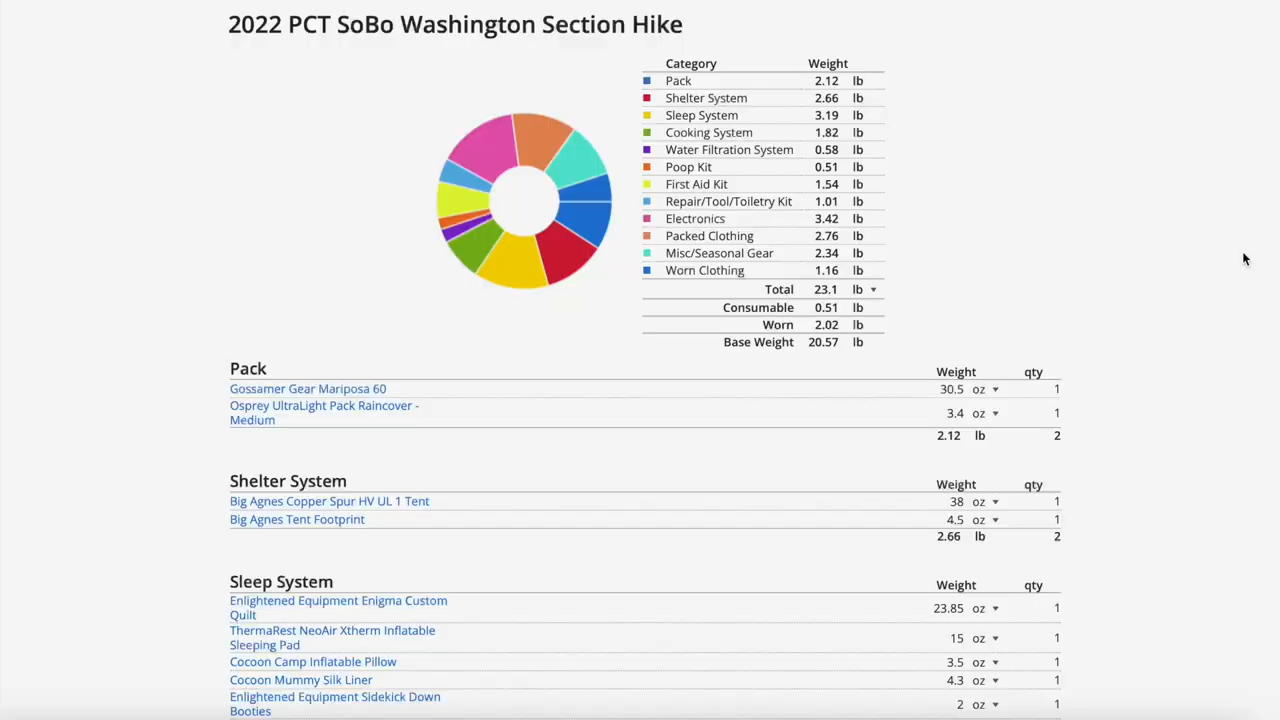 2022 PCT SoBo Washington Section Hike
Category Weight
Pack 2.12 lb
Shelter System 2.66 lb
Sleep System 3.19 lb
Cooking System 1.82 lb
Water Filtration System 0.58 lb
Poop Kit 0.51 lb
First Aid Kit 1.54 lb
Repair/Tool/Toiletry Kit 1.01 lb
Electronics 3.42 lb
Packed Clothing 2.76 lb
Misc/Seasonal Gear 2.34 lb
Worn Clothing 1.16 lb
Total 23.1 lb
Consumable 0.51 lb
Worn 2.02 lb
Base Weight 20.57 lb
Pack Weight qty
Gossamer Gear Mariposa 60 30.5 oz 1
Osprey UltraLight Pack Raincover -
Medium 3.4 oz 1
2.12 lb 2
Shelter System Weight qty
Big Agnes Copper Spur HV UL 1 Tent 38 oz 1
Big Agnes Tent Footprint 4.5 oz 1
2.66 lb 2
Sleep System Weight qty
Enlightened Equipment Enigma Custom
Quilt 23.85 oz 1
ThermaRest NeoAir Xtherm Inflatable
Sleeping Pad 15 oz 1
Cocoon Camp Inflatable Pillow 3.5 oz 1
Cocoon Mummy Silk Liner 4.3 oz 1
Enlightened Equipment Sidekick Down
Booties 2 oz 1